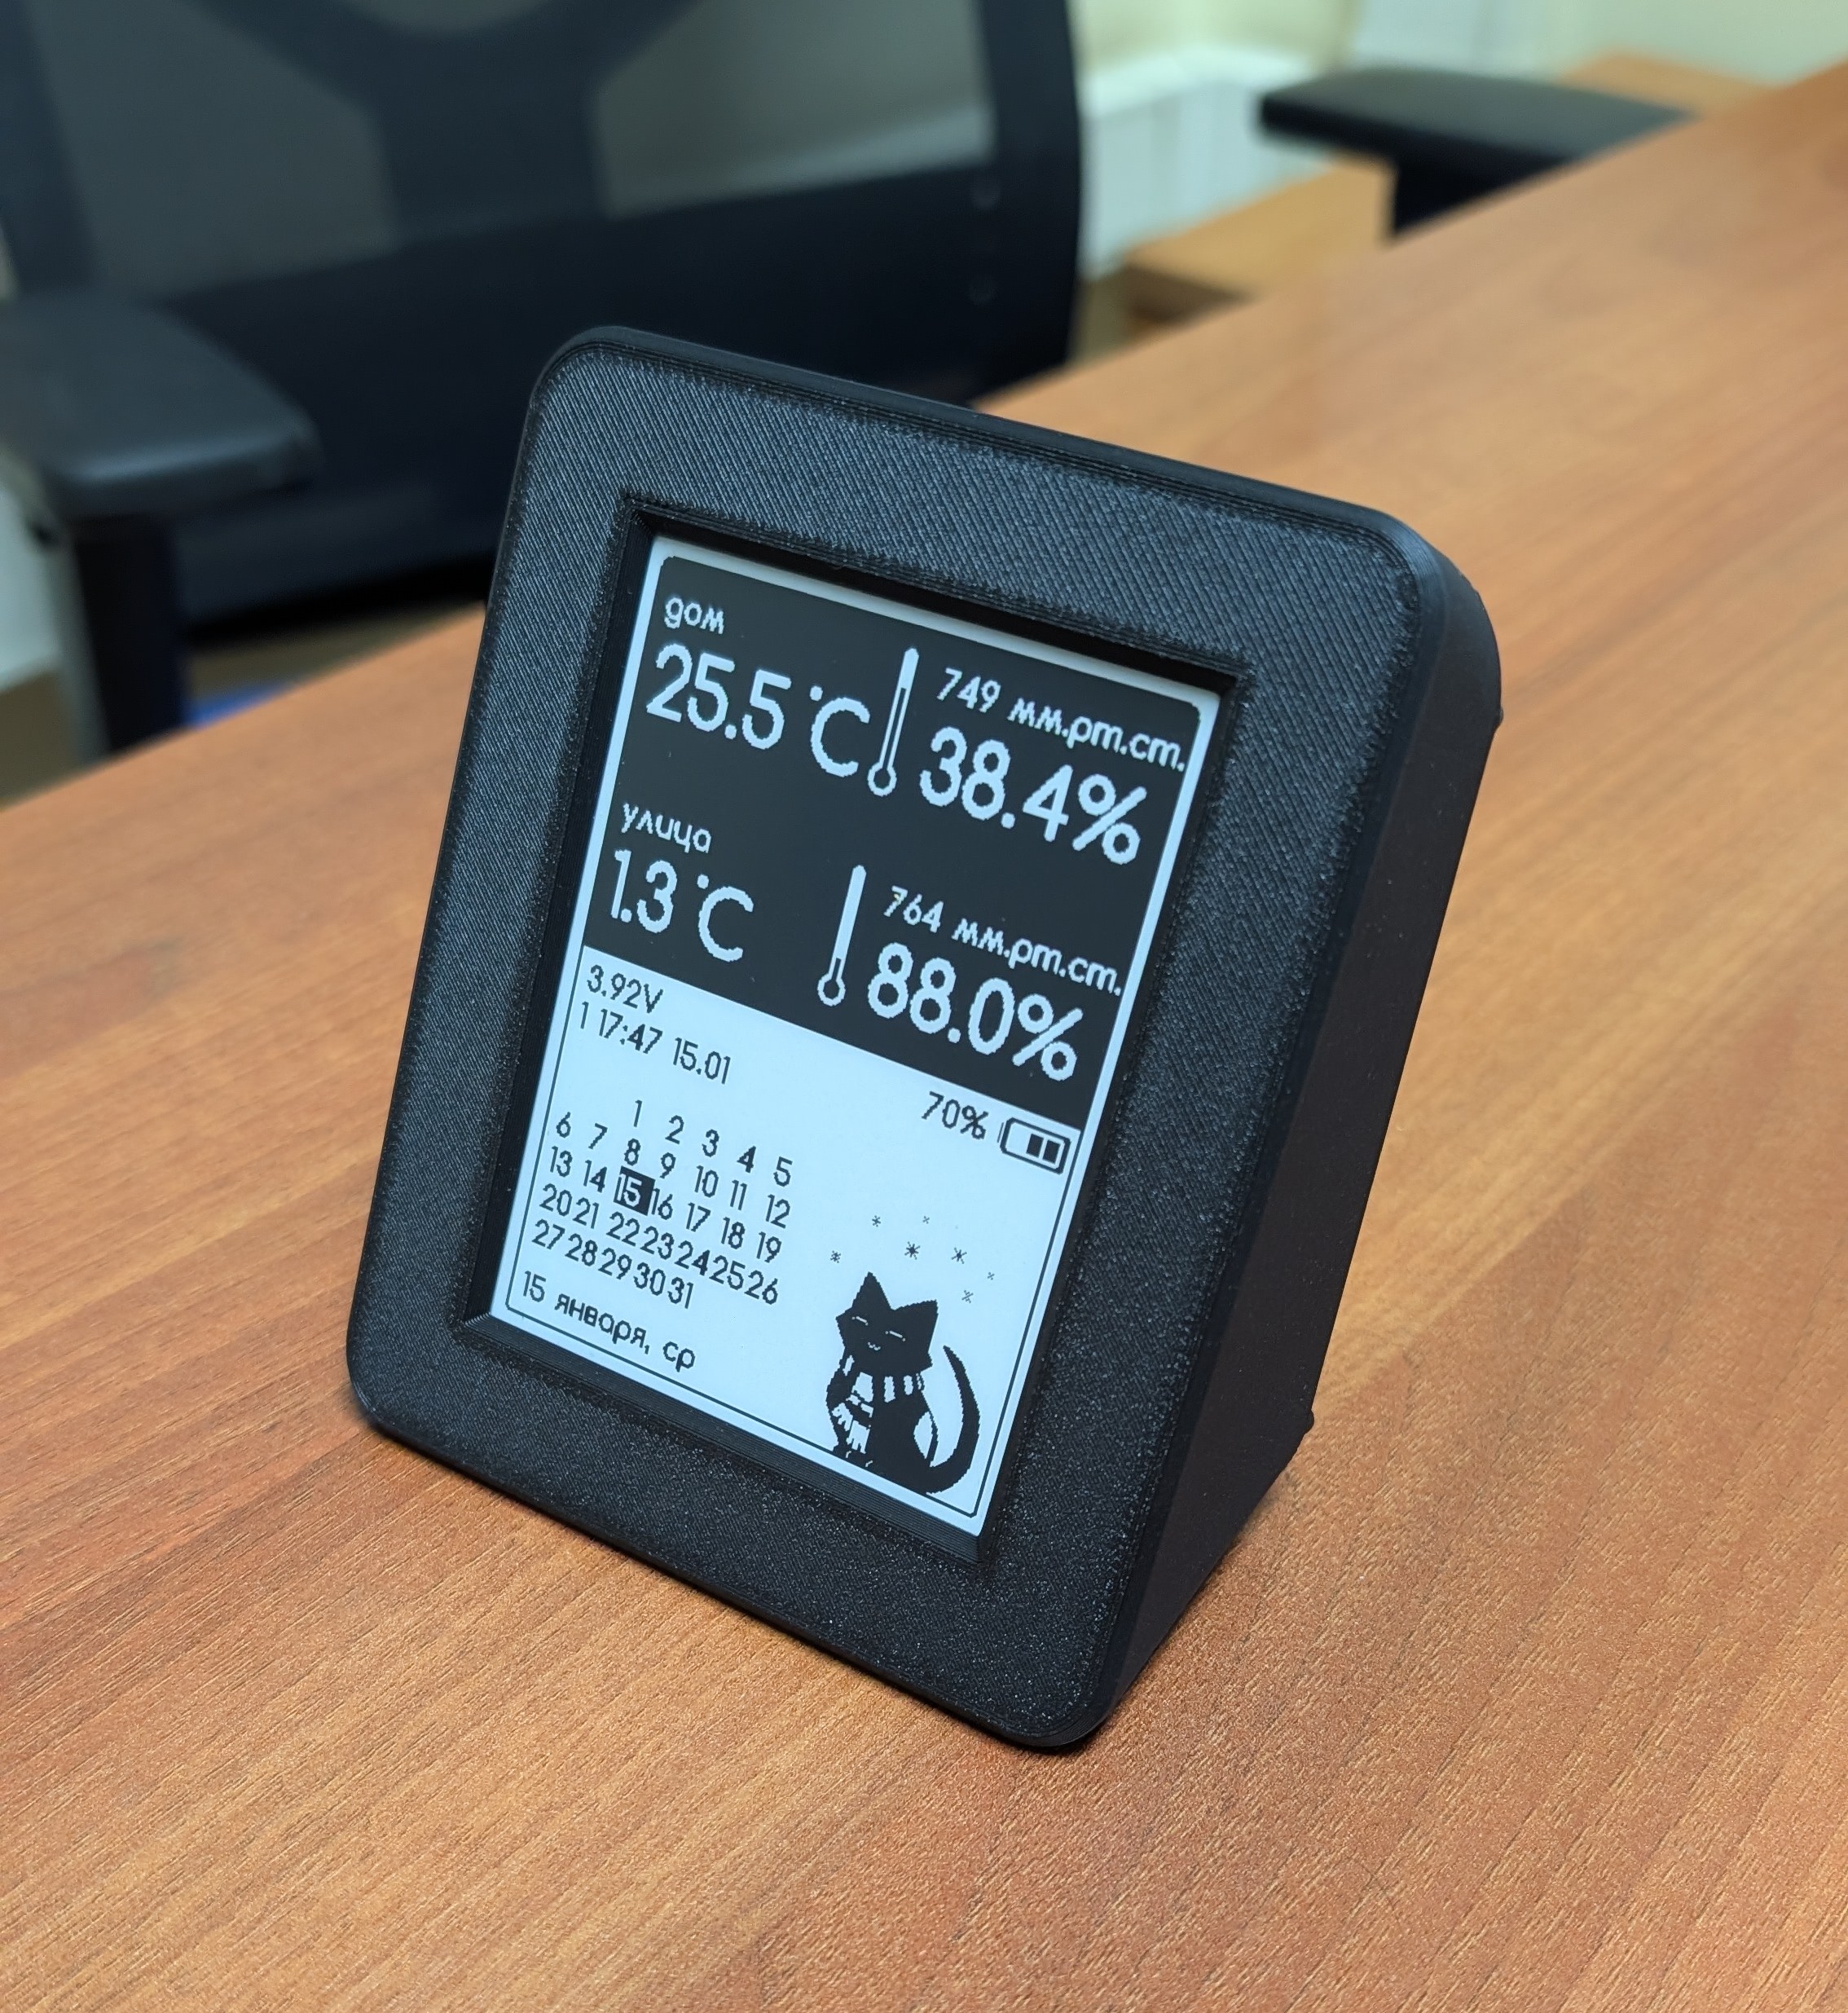 дом
25.5°C
749 мм.рт.ст.
38.4%
улица
1.3°C
764 мм.рт.ст.
88.0%
3.92V
1 17:47 15.01
70%
1 2 3 4 5
6 7 8 9 10 11 12
13 14 15 16 17 18 19
20 21 22 23 24 25 26
27 28 29 30 31
15 января, ср